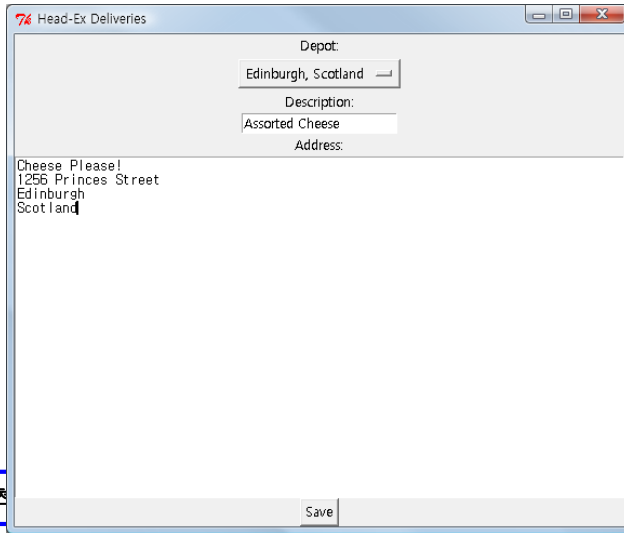 Head-Ex Deliveries
Depot:
Edinburgh, Scotland
Description:
Assorted Cheese
Address:
Cheese Please!
1256 Princes Street
Edinburgh
Scotland
Save